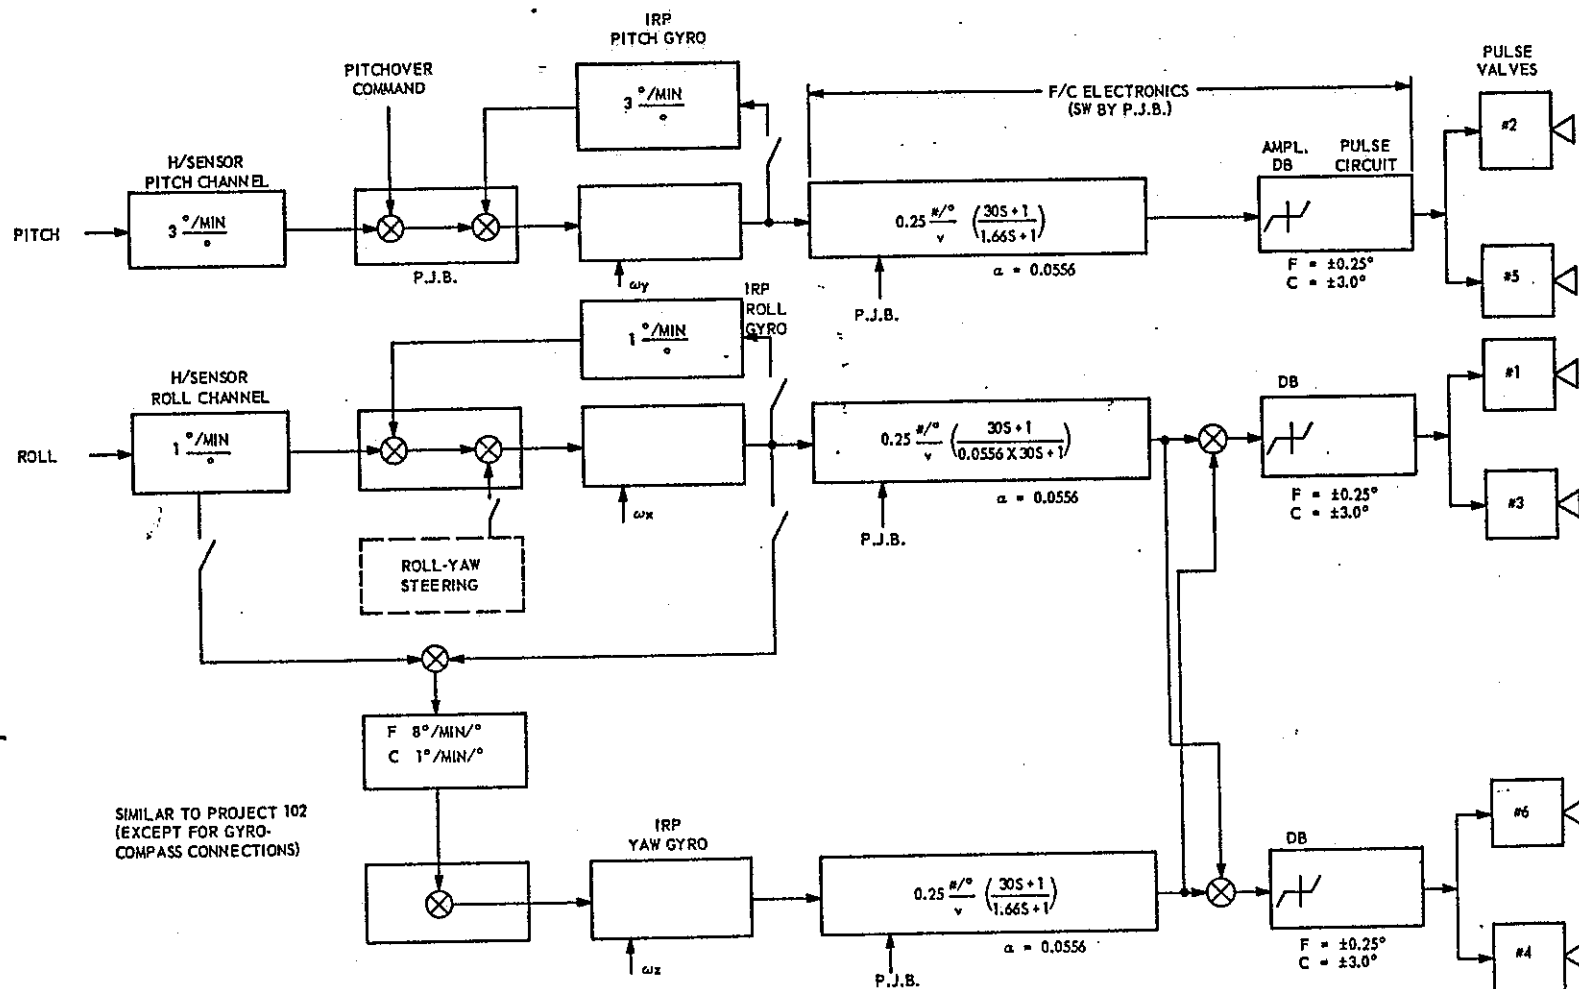 IRP
PITCH GYRO
PITCHOVER
COMMAND
3 °/MIN
°
F/C ELECTRONICS
(SW BY P.J.B.)
PULSE
VALVES
#2
H/SENSOR
PITCH CHANNEL
PITCH
3 °/MIN
°
P.J.B.
ωy
0.25 #/° (30S + 1)
v (1.66S + 1)
α = 0.0556
P.J.B.
AMPL.
DB
PULSE
CIRCUIT
F = ±0.25°
C = ±3.0°
#5
IRP
ROLL
GYRO
1 °/MIN
°
H/SENSOR
ROLL CHANNEL
ROLL
1 °/MIN
°
ωx
0.25 #/° (30S + 1)
v (0.0556 X 30S + 1)
α = 0.0556
P.J.B.
DB
F = ±0.25°
C = ±3.0°
#1
#3
ROLL-YAW
STEERING
F 8°/MIN/°
C 1°/MIN/°
SIMILAR TO PROJECT 102
(EXCEPT FOR GYRO-
COMPASS CONNECTIONS)
IRP
YAW GYRO
ωz
0.25 #/° (30S + 1)
v (1.66S + 1)
α = 0.0556
P.J.B.
DB
F = ±0.25°
C = ±3.0°
#6
#4